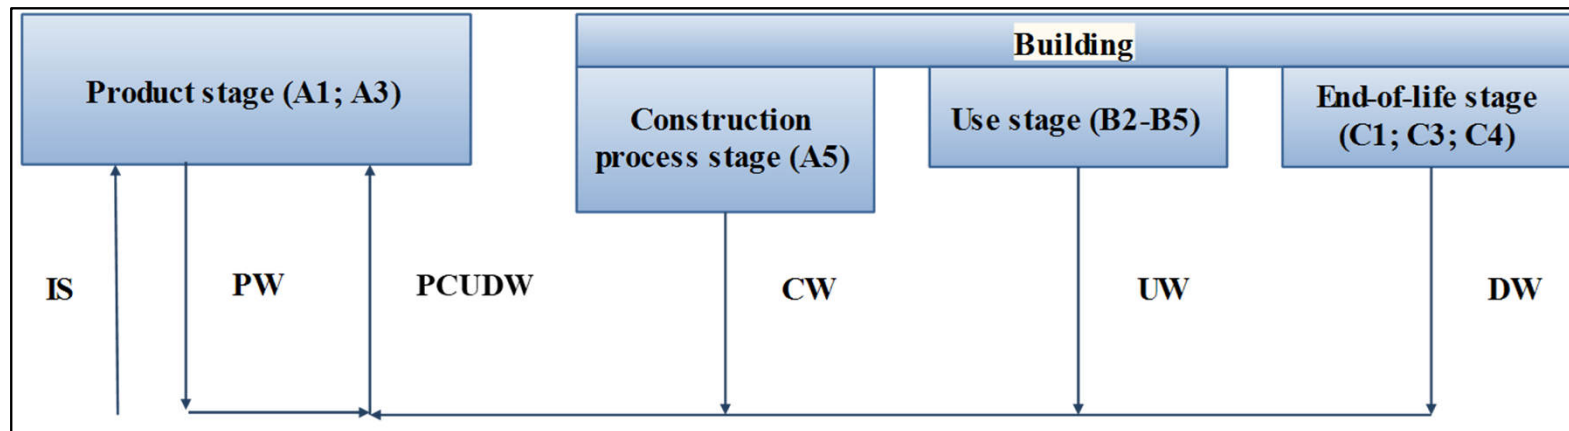 Product stage (A1; A3)
Building
Construction
process stage (A5)
Use stage (B2-B5)
End-of-life stage
(C1; C3; C4)
IS
PW
PCUDW
CW
UW
DW